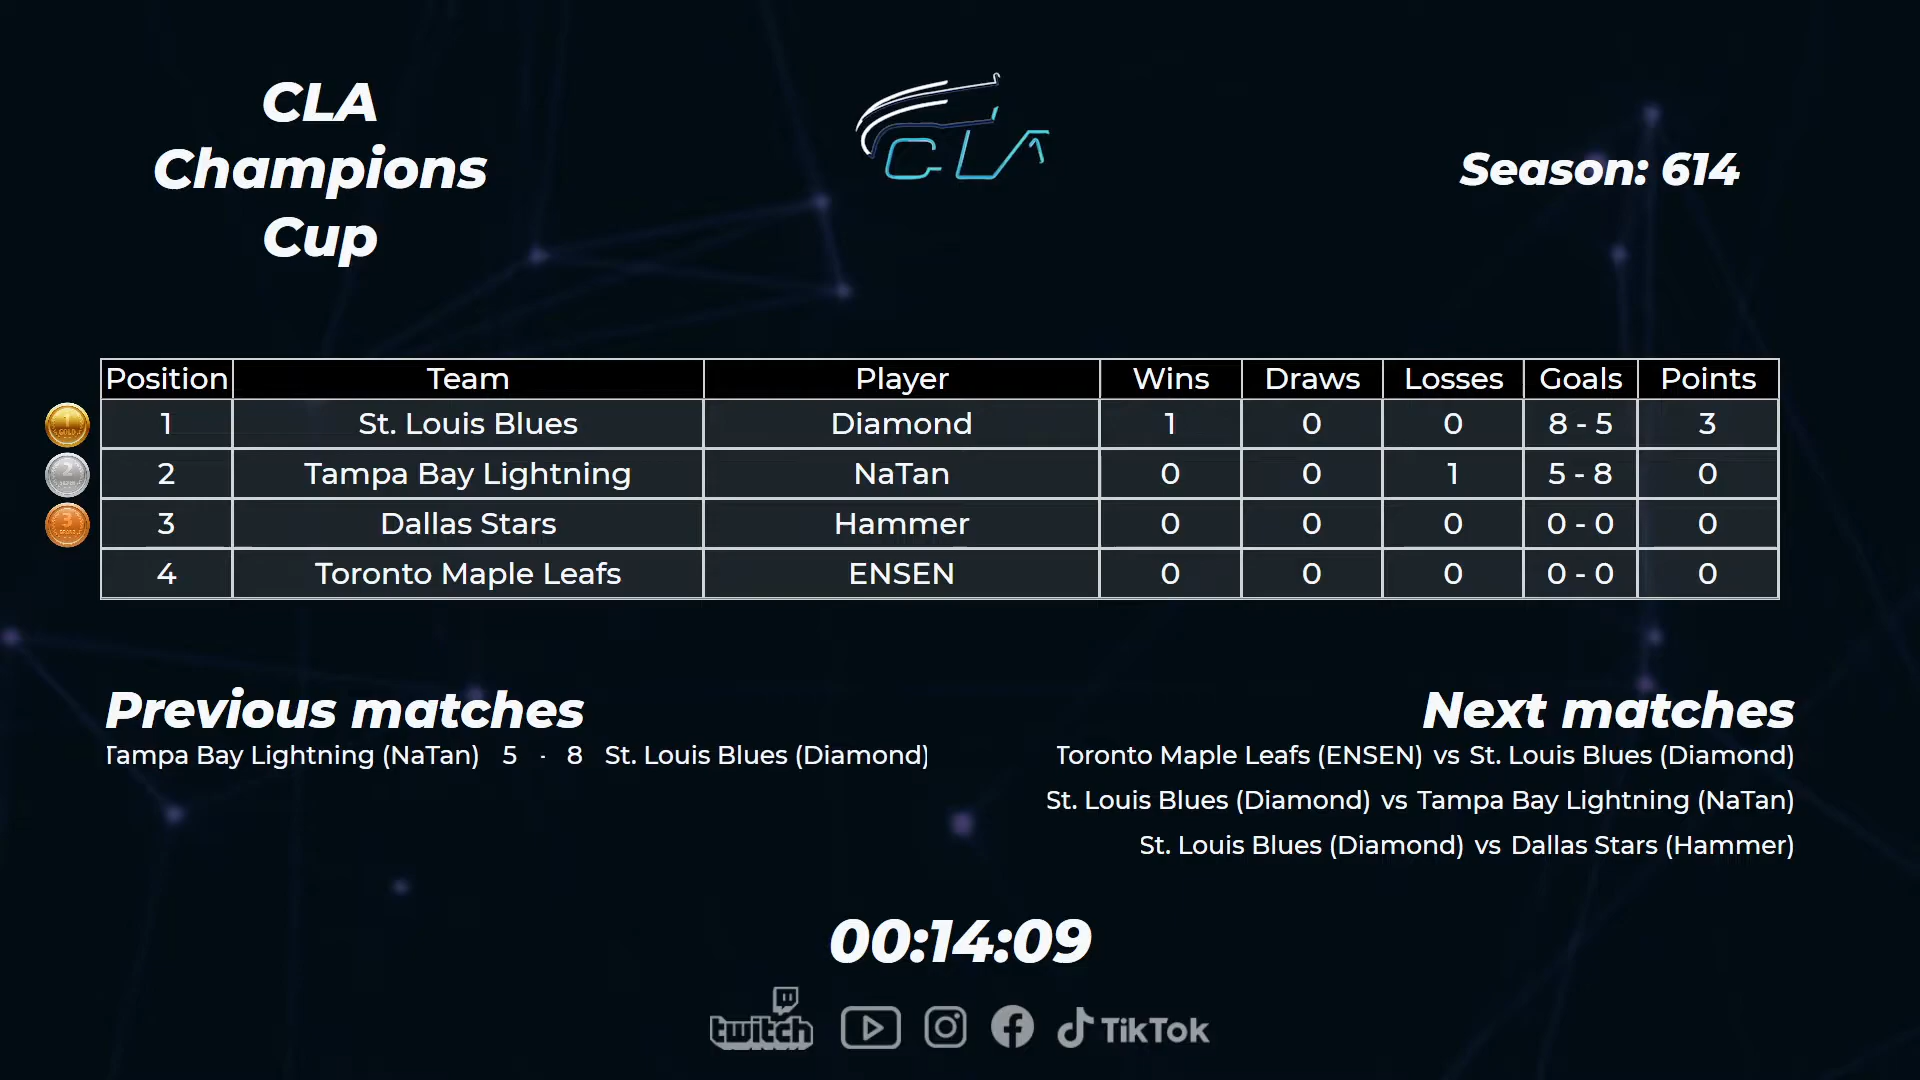 CLA
Champions
Cup
CLA
Season: 614
Position Team Player Wins Draws Losses Goals Points
1 St. Louis Blues Diamond 1 0 0 8 - 5 3
2 Tampa Bay Lightning NaTan 0 0 1 5 - 8 0
3 Dallas Stars Hammer 0 0 0 0 - 0 0
4 Toronto Maple Leafs ENSEN 0 0 0 0 - 0 0
Previous matches
Tampa Bay Lightning (NaTan) 5 - 8 St. Louis Blues (Diamond)
Next matches
Toronto Maple Leafs (ENSEN) vs St. Louis Blues (Diamond)
St. Louis Blues (Diamond) vs Tampa Bay Lightning (NaTan)
St. Louis Blues (Diamond) vs Dallas Stars (Hammer)
00:14:09
twitch TikTok